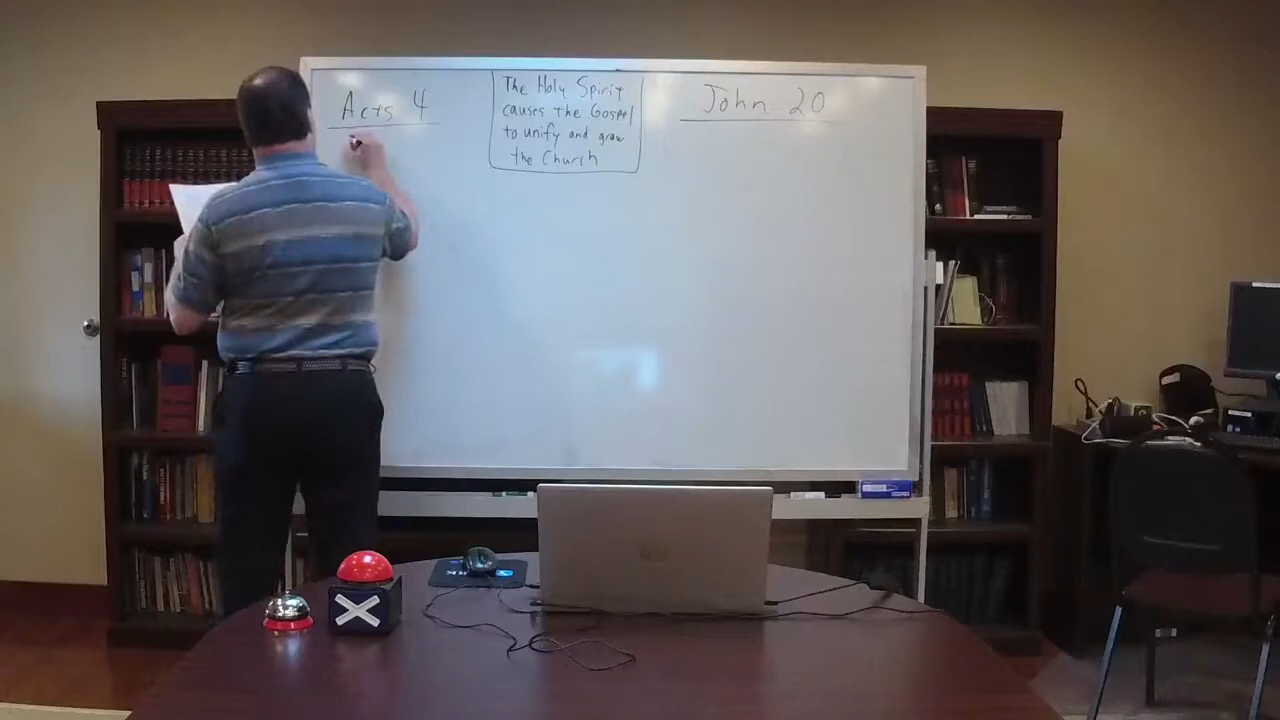 Acts 4
The Holy Spirit
causes the Gospel
to unify and grow
the Church
John 20